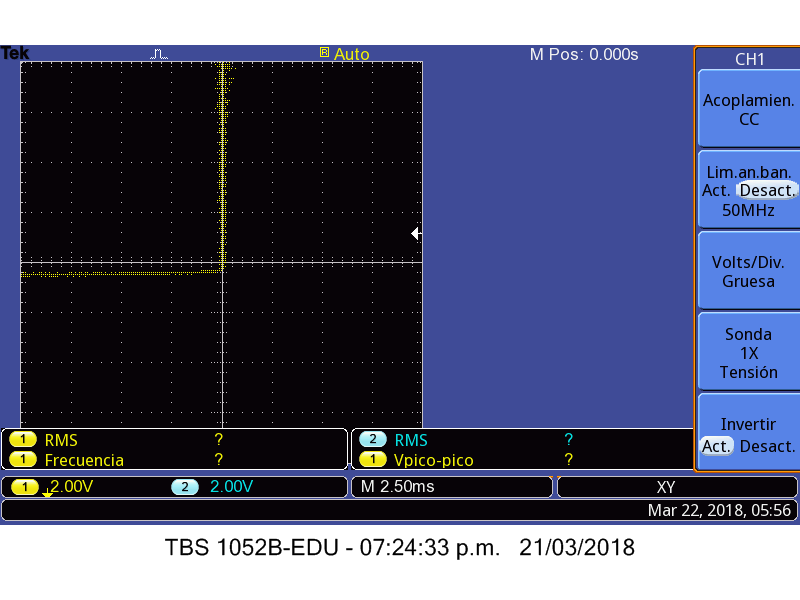 Tek
R Auto
M Pos: 0.000s
CH1
Acoplamien.
CC
Lim.an.ban.
Act. Desact.
50MHz
Volts/Div.
Gruesa
Sonda
1X
Tensión
Invertir
Act. Desact.
1 RMS ?
1 Frecuencia ?
2 RMS ?
1 Vpico-pico ?
1 2.00V 2 2.00V M 2.50ms XY
Mar 22, 2018, 05:56
TBS 1052B-EDU - 07:24:33 p.m. 21/03/2018